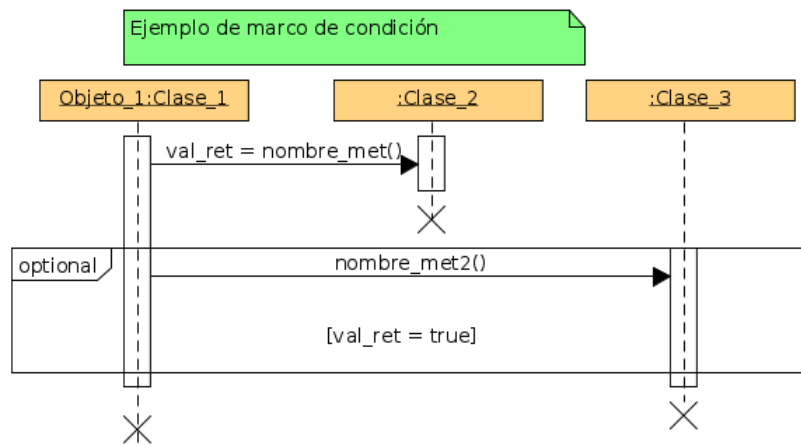 Ejemplo de marco de condición
Objeto_1:Clase_1
:Clase_2
:Clase_3
val_ret = nombre_met()
optional
nombre_met2()
[val_ret = true]